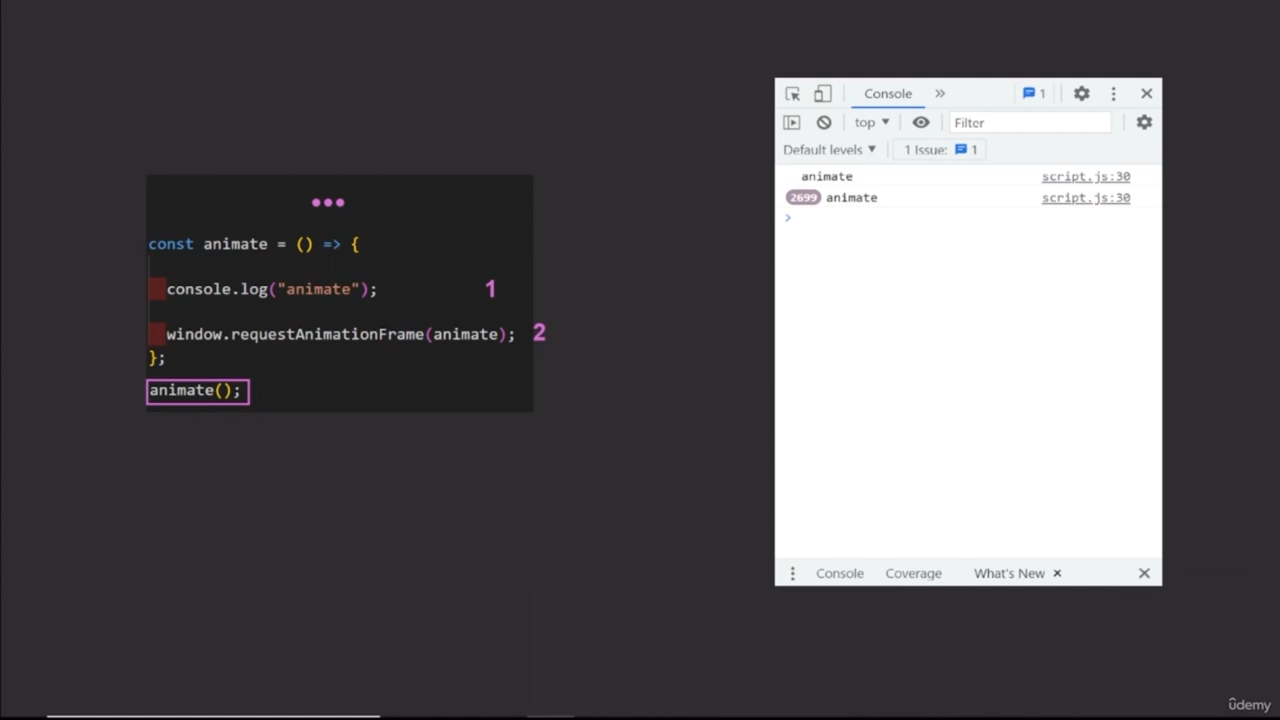 const animate = () => {
console.log("animate"); 1
window.requestAnimationFrame(animate); 2
};
animate();
Console » 1
top ▼ Filter
Default levels ▼ 1 Issue: 1
animate script.js:30
2699 animate script.js:30
>
Console Coverage What's New ×
ûdemy